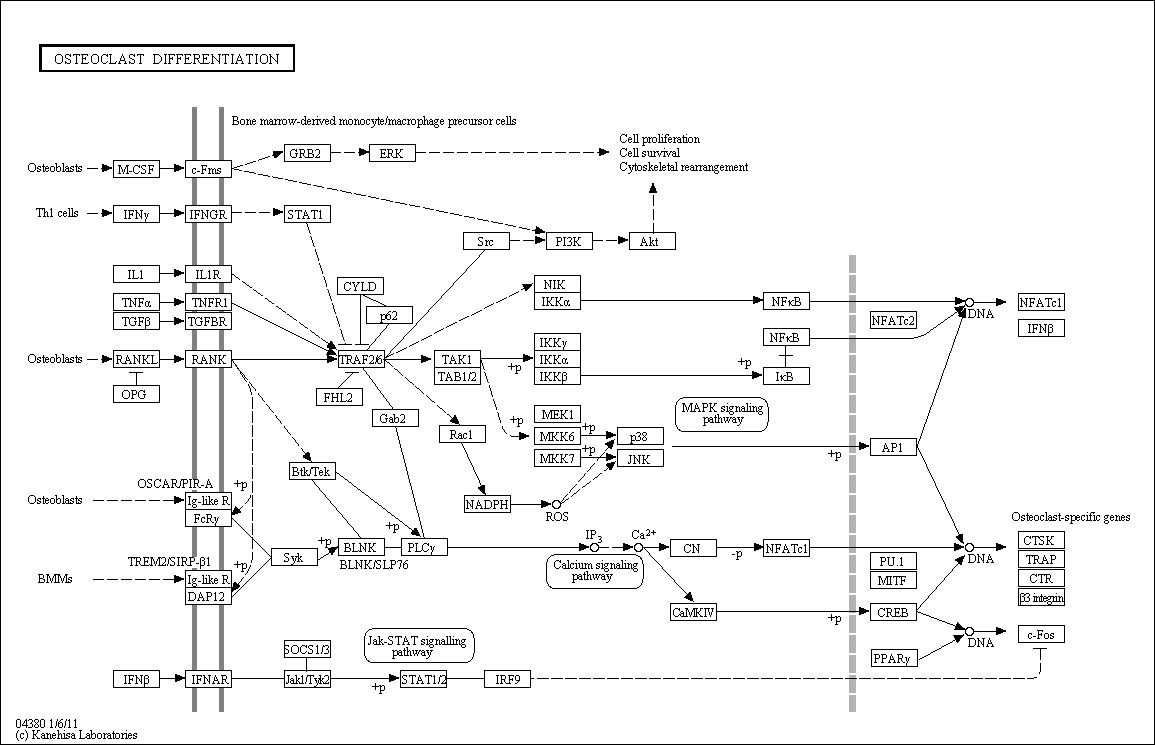 OSTEOCLAST DIFFERENTIATION
Bone marrow-derived monocyte/macrophage precursor cells
Cell proliferation
Cell survival
Cytoskeletal rearrangement
Osteoblasts
M-CSF
c-Fms
GRB2
ERK
Th1 cells
IFNγ
IFNGR
STAT1
Src
PI3K
Akt
IL1
IL1R
CYLD
NIK
TNFα
TNFR1
p62
IKKα
NFκB
DNA
NFATc1
TGFβ
TGFBR
NFATc2
IFNβ
NFκB
IKKγ
Osteoblasts
RANKL
RANK
TRAF2,6
TAK1
IKKα
+p
+p
TAB1/2
IKKβ
IκB
OPG
FHL2
MAPK signaling
pathway
Gab2
MEK1
+p
+p
Rac1
MKK6
p38
+p
MKK7
JNK
+p
AP1
Btk/Tek
OSCAR/PIR-A
+p
Osteoblasts
Ig-like R
FcRγ
NADPH
ROS
+p
Osteoclast-specific genes
IP3
Ca2+
+p
BLNK
PLCγ
CN
-p
NFATc1
DNA
CTSK
Syk
TREM2/SIRP-β1
BLNK/SLP76
Calcium signaling
pathway
PU.1
TRAP
+p
BMMs
Ig-like R
MITF
CTR
DAP12
β3 integrin
CaMKIV
+p
CREB
DNA
c-Fos
Jak-STAT signalling
pathway
SOCS1/3
PPARγ
IFNβ
IFNAR
Jak1/Tyk2
+p
STAT1/2
IRF9
04380 1/6/11
(c) Kanehisa Laboratories